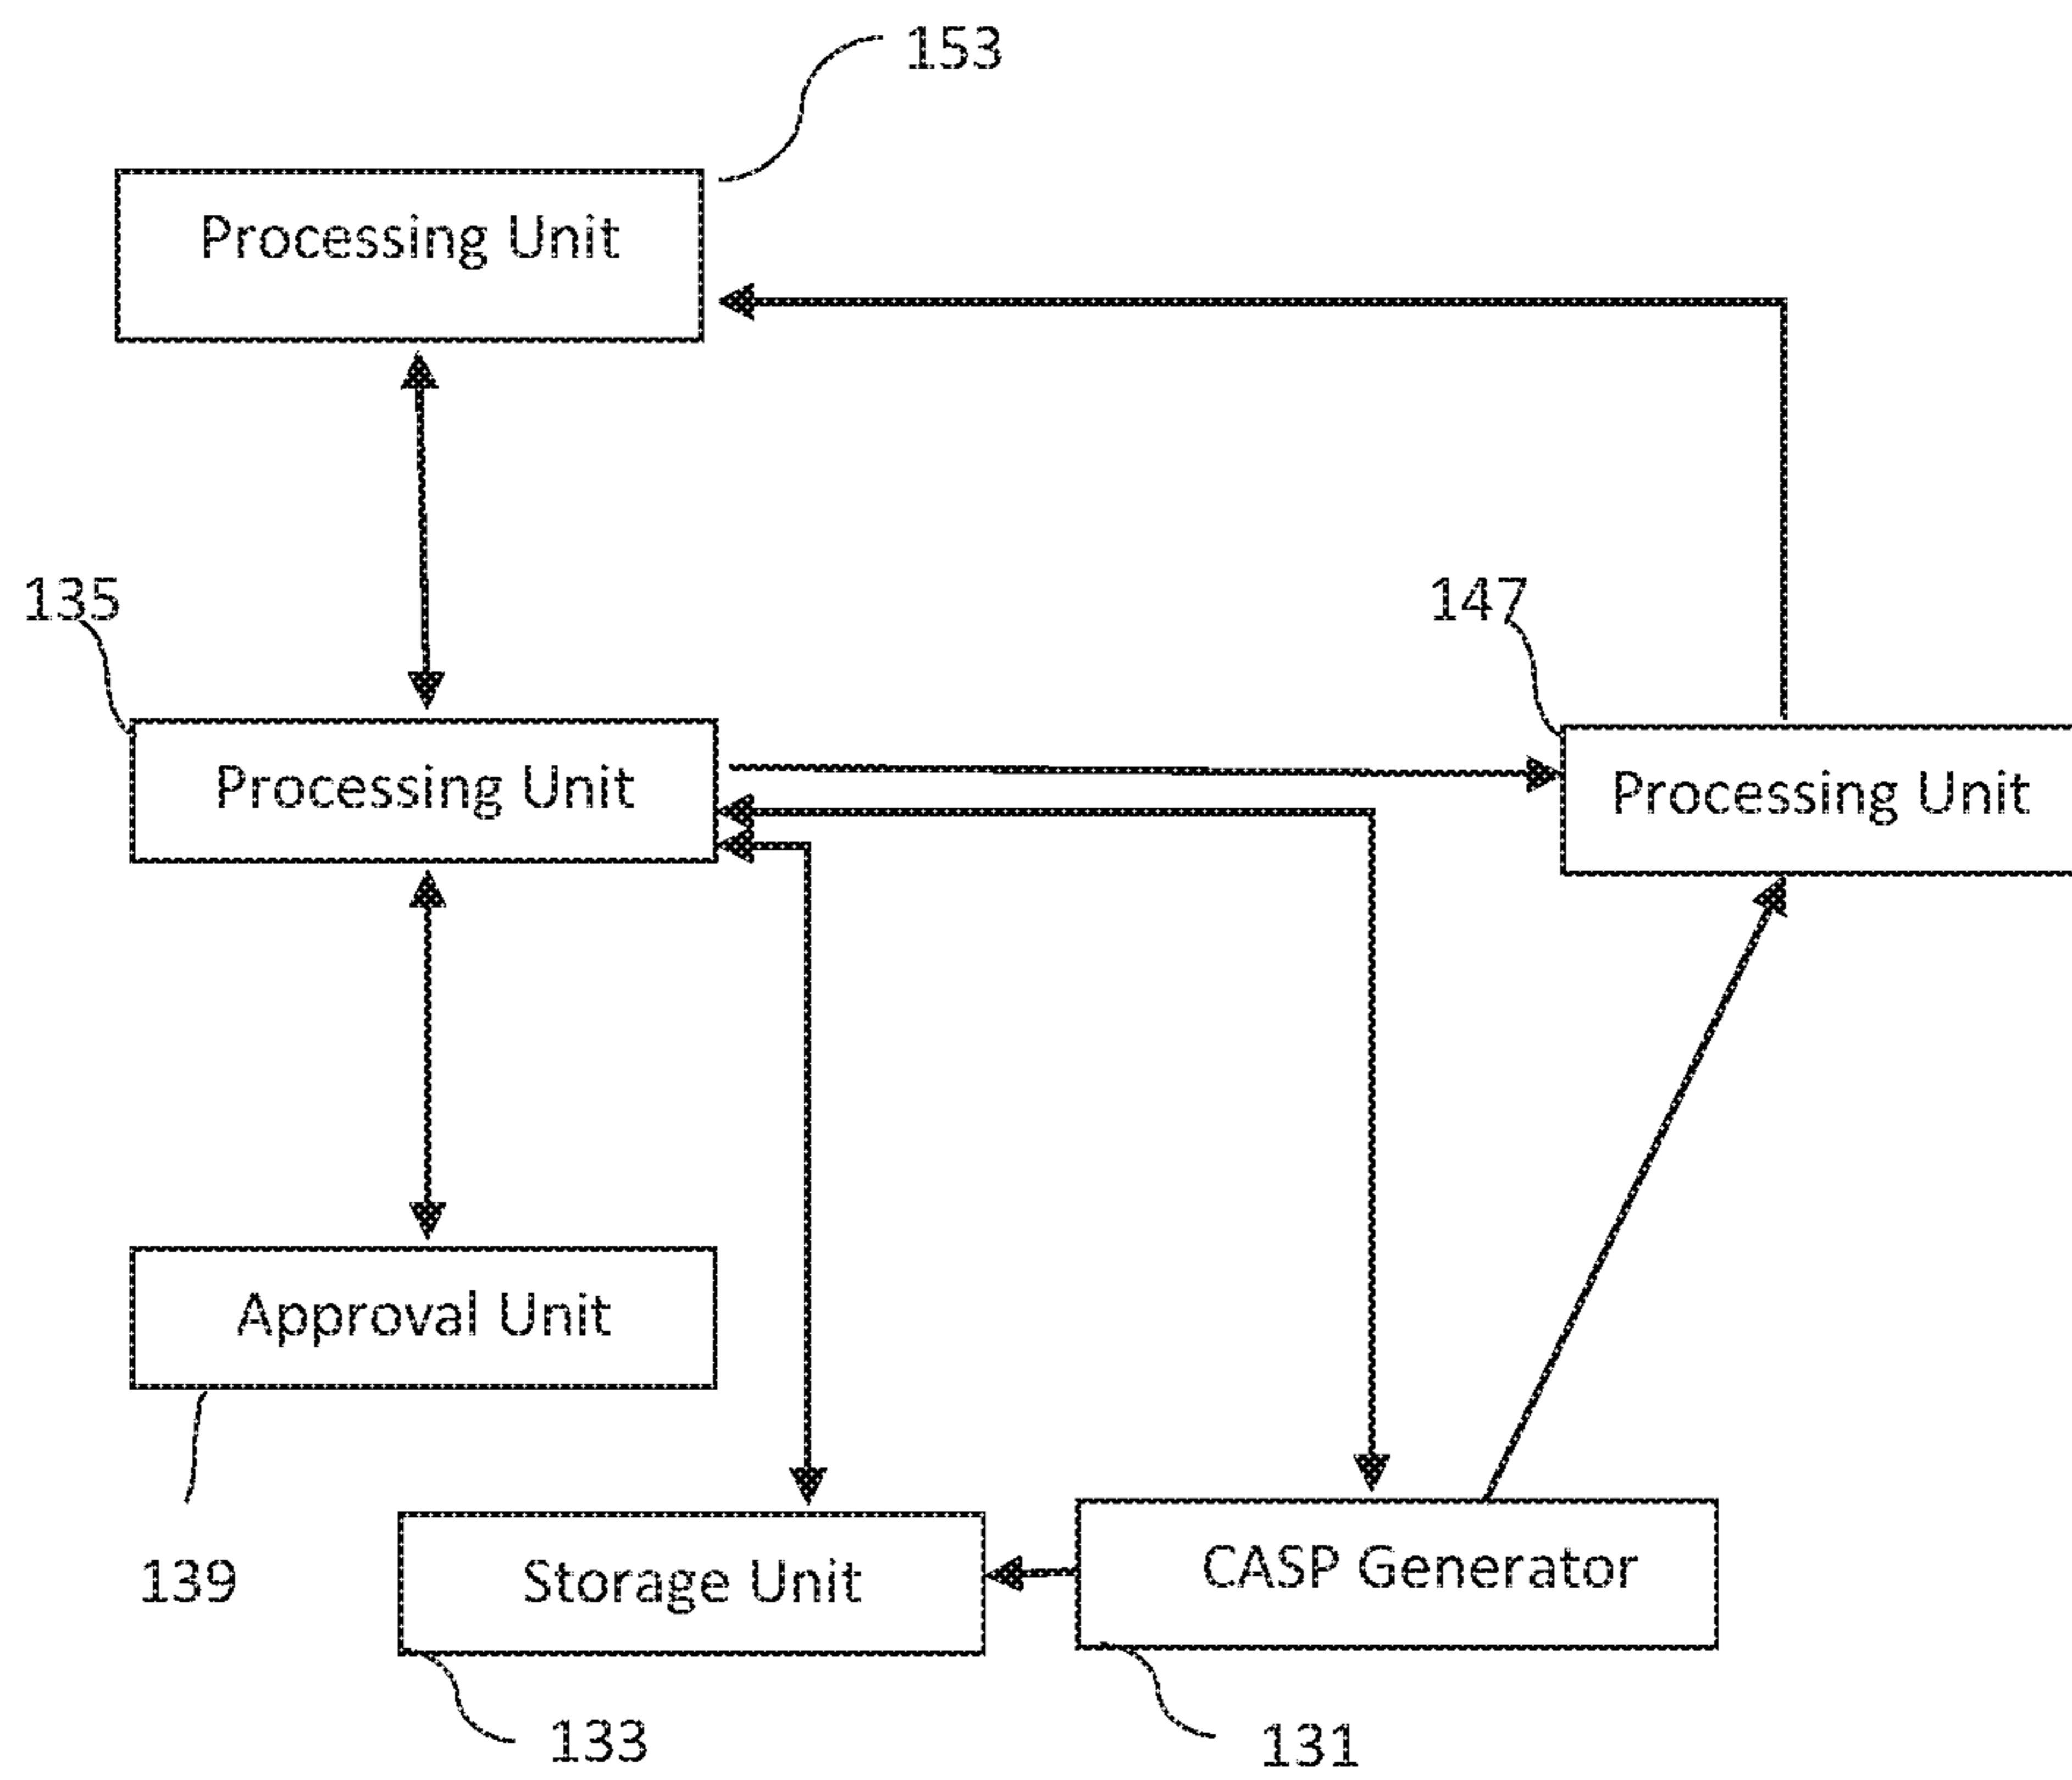 153
Processing Unit
135
147
Processing Unit
Processing Unit
Approval Unit
139
Storage Unit
CASP Generator
133
131